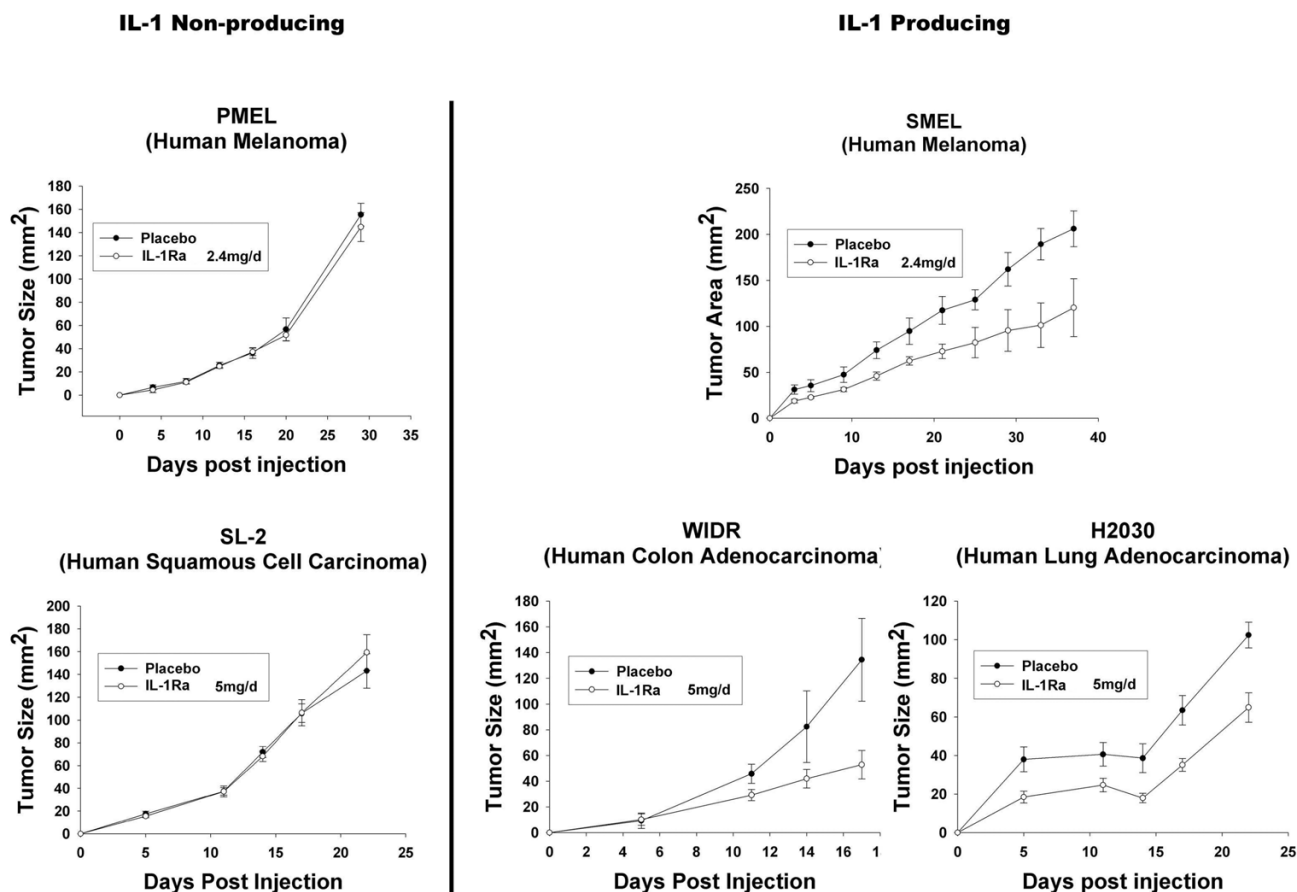 IL-1 Non-producing
IL-1 Producing
PMEL
(Human Melanoma)
Tumor Size (mm²)
180
160
140
120
100
80
60
40
20
0
Placebo
IL-1Ra 2.4mg/d
0 5 10 15 20 25 30 35
Days post injection
SMEL
(Human Melanoma)
Tumor Area (mm²)
250
200
150
100
50
0
Placebo
IL-1Ra 2.4mg/d
0 10 20 30 40
Days post injection
SL-2
(Human Squamous Cell Carcinoma)
Tumor Size (mm²)
200
180
160
140
120
100
80
60
40
20
0
Placebo
IL-1Ra 5mg/d
0 5 10 15 20 25
Days Post Injection
WIDR
(Human Colon Adenocarcinoma)
Tumor Size (mm²)
180
160
140
120
100
80
60
40
20
0
Placebo
IL-1Ra 5mg/d
0 2 4 6 8 10 12 14 16 1
Days Post Injection
H2030
(Human Lung Adenocarcinoma)
Tumor Size (mm²)
120
100
80
60
40
20
0
Placebo
IL-1Ra 5mg/d
0 5 10 15 20 25
Days post injection